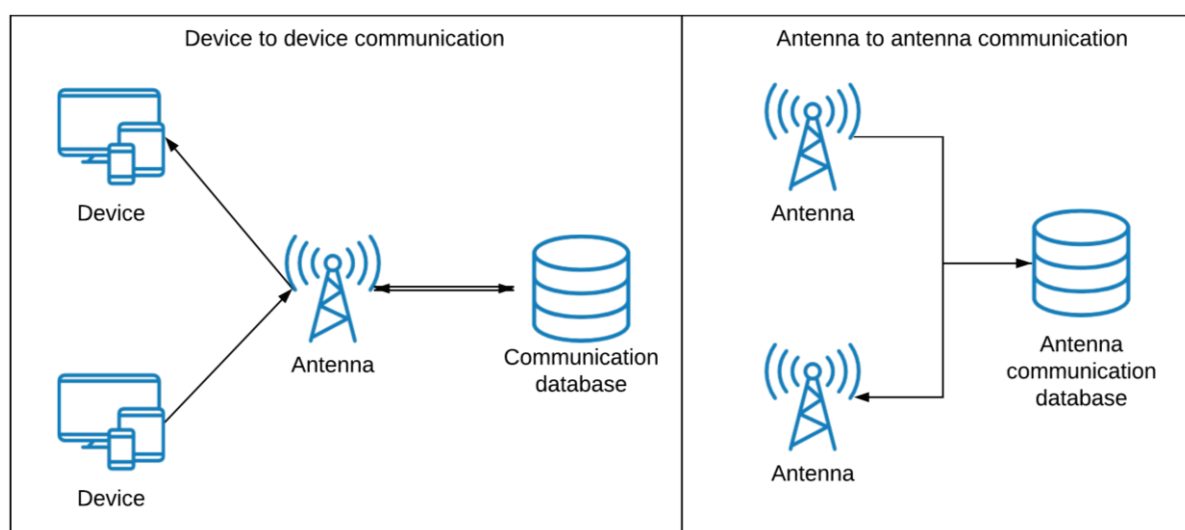 Device to device communication
Device
Antenna
Communication
database
Device
Antenna to antenna communication
Antenna
Antenna
communication
database
Antenna